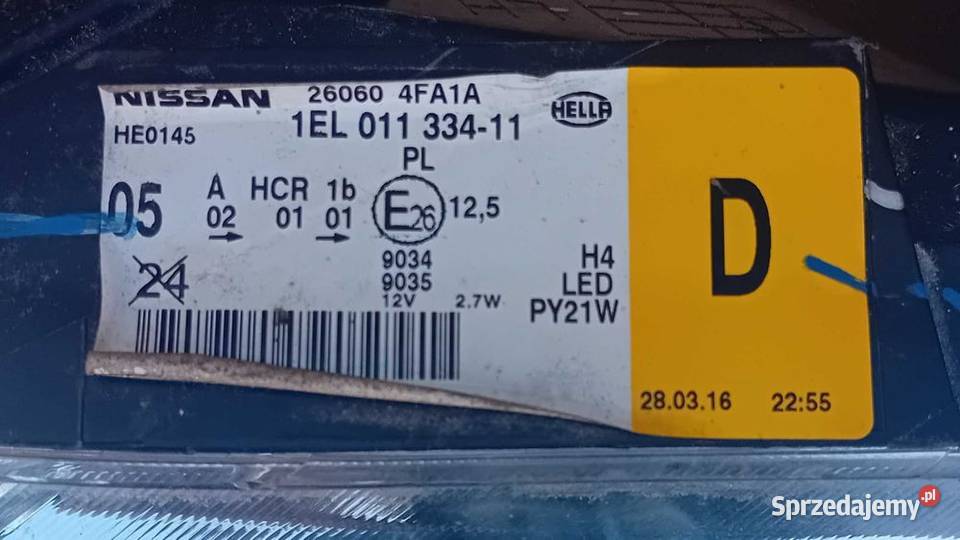 NISSAN 26060 4FA1A HELLA
HE0145 1EL 011 334-11
PL
05 A HCR 1b E26 12,5
02 01 01
24
9034
9035
12V 2.7W
H4
LED
PY21W
D
28.03.16 22:55
Sprzedajemy.pl